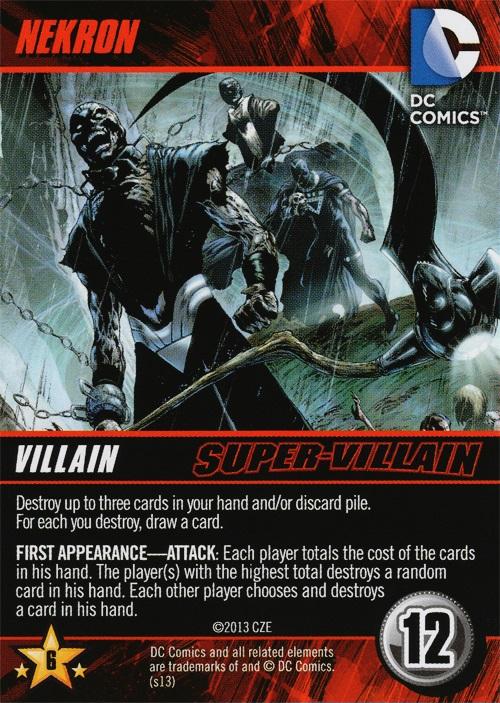 NEKRON
DC
DC
COMICS™
VILLAIN
SUPER-VILLAIN
Destroy up to three cards in your hand and/or discard pile.
For each you destroy, draw a card.
FIRST APPEARANCE—ATTACK: Each player totals the cost of the cards
in his hand. The player(s) with the highest total destroys a random
card in his hand. Each other player chooses and destroys
a card in his hand.
©2013 CZE
6
DC Comics and all related elements
are trademarks of and © DC Comics.
(s13)
12